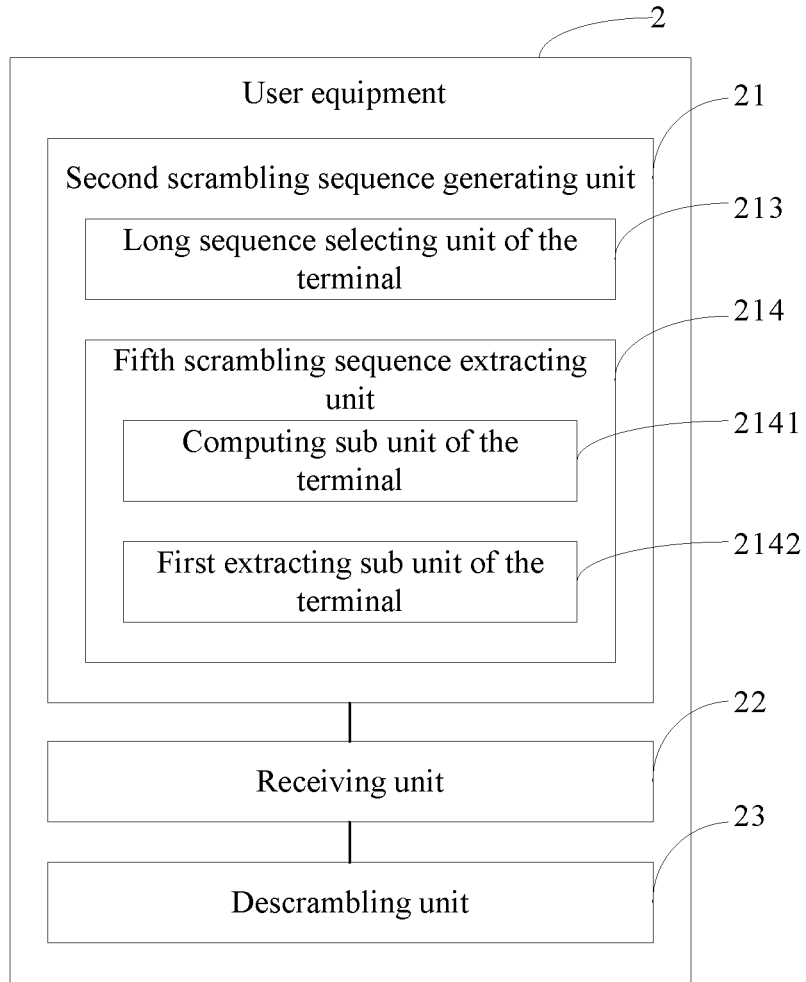 2
User equipment
21
Second scrambling sequence generating unit
213
Long sequence selecting unit of the
terminal
214
Fifth scrambling sequence extracting
unit
2141
Computing sub unit of the
terminal
2142
First extracting sub unit of the
terminal
22
Receiving unit
23
Descrambling unit